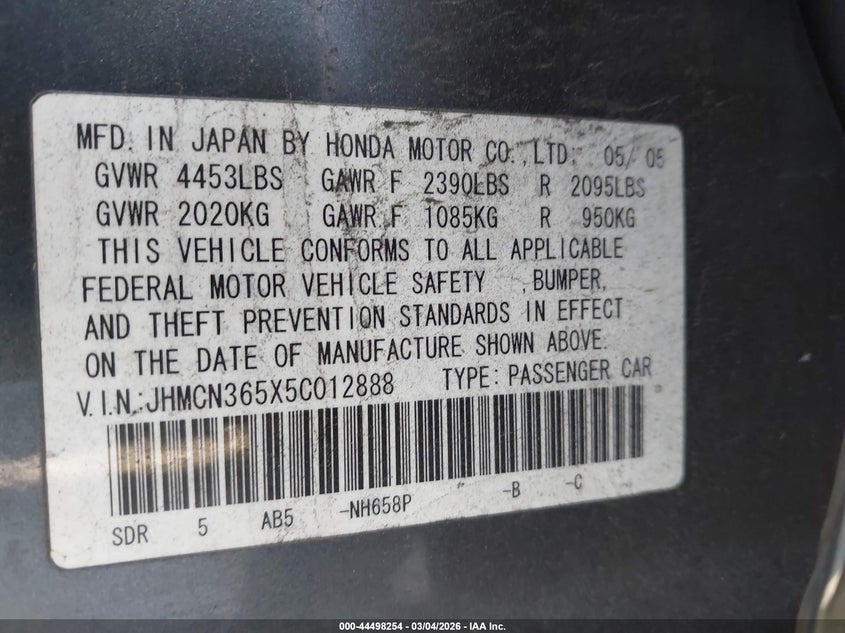 MFD. IN JAPAN BY HONDA MOTOR CO.,LTD. 05/05
GVWR 4453LBS GAWR F 2390LBS R 2095LBS
GVWR 2020KG GAWR F 1085KG R 950KG
THIS VEHICLE CONFORMS TO ALL APPLICABLE
FEDERAL MOTOR VEHICLE SAFETY ,BUMPER,
AND THEFT PREVENTION STANDARDS IN EFFECT
ON THE DATE OF MANUFACTURE SHOWN ABOVE.
V.I.N.:JHMCN365X5C012888 TYPE: PASSENGER CAR
SDR 5 AB5 -NH658P -B -C
000-44498254 - 03/04/2026 - IAA Inc.